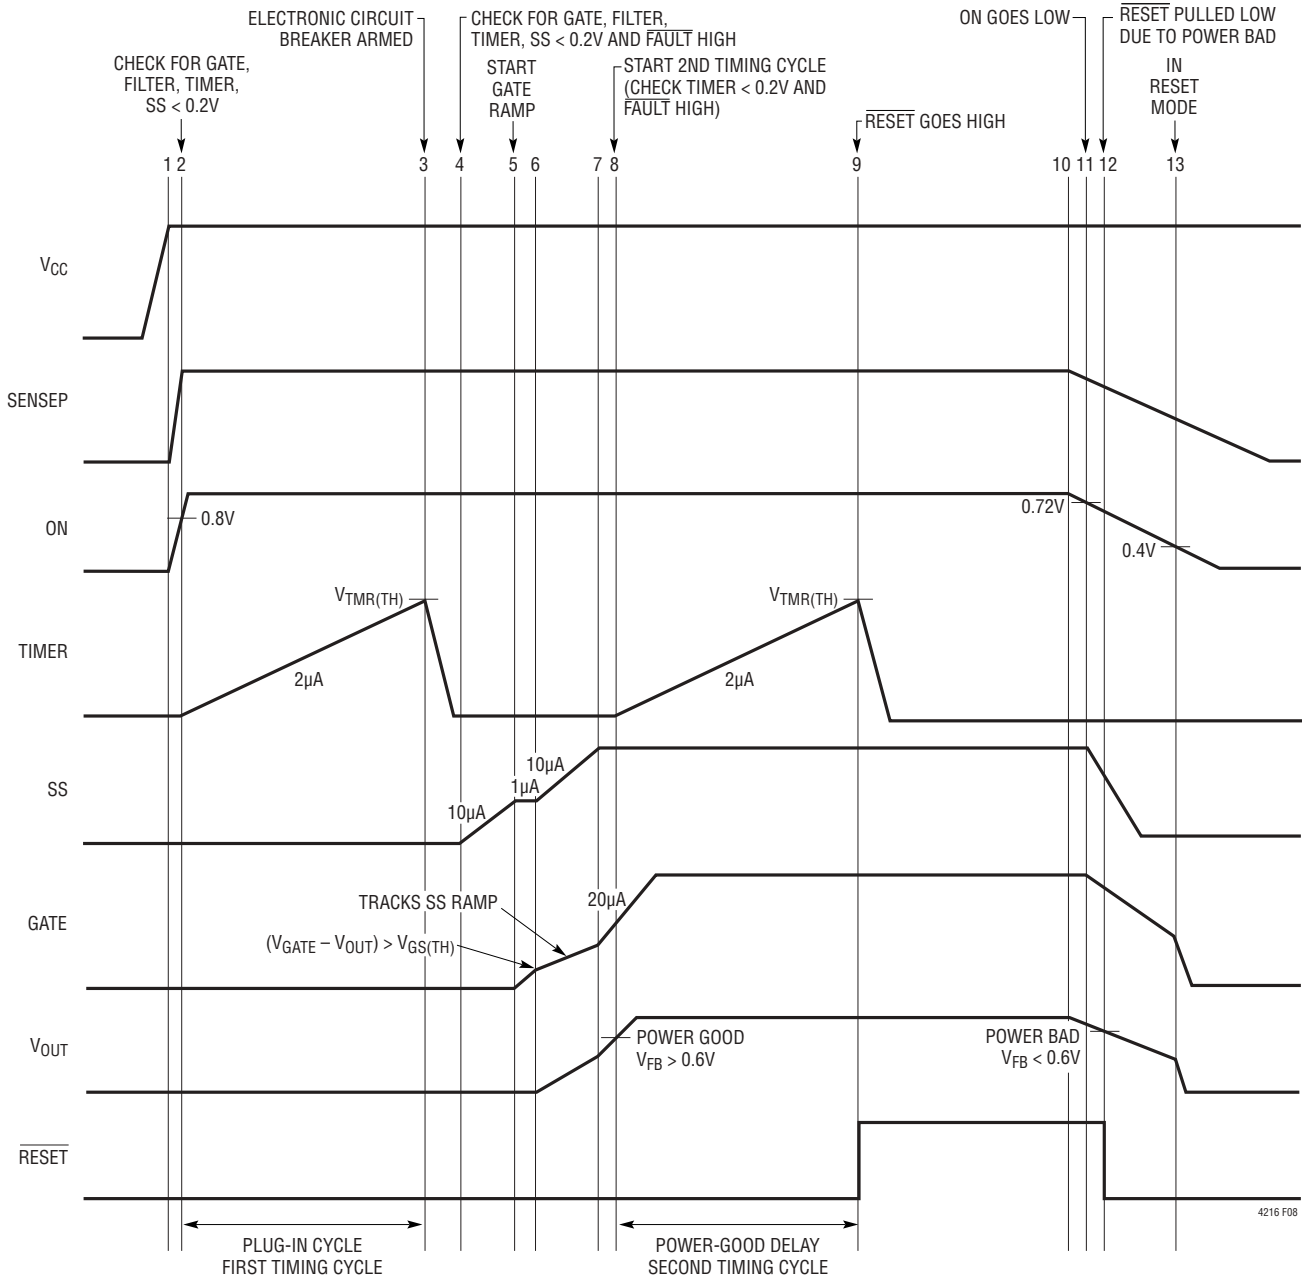 ELECTRONIC CIRCUIT
BREAKER ARMED
CHECK FOR GATE, FILTER,
TIMER, SS < 0.2V AND FAULT HIGH
ON GOES LOW
RESET PULLED LOW
DUE TO POWER BAD
CHECK FOR GATE,
FILTER, TIMER,
SS < 0.2V
START
GATE
RAMP
START 2ND TIMING CYCLE
(CHECK TIMER < 0.2V AND
FAULT HIGH)
RESET GOES HIGH
IN
RESET
MODE
1 2 3 4 5 6 7 8 9 10 11 12 13
VCC
SENSEP
ON
0.8V
0.72V
0.4V
TIMER
VTMR(TH)
2µA
VTMR(TH)
2µA
SS
10µA
1µA
10µA
GATE
TRACKS SS RAMP
20µA
(VGATE – VOUT) > VGS(TH)
VOUT
POWER GOOD
VFB > 0.6V
POWER BAD
VFB < 0.6V
RESET
4216 F08
PLUG-IN CYCLE
FIRST TIMING CYCLE
POWER-GOOD DELAY
SECOND TIMING CYCLE